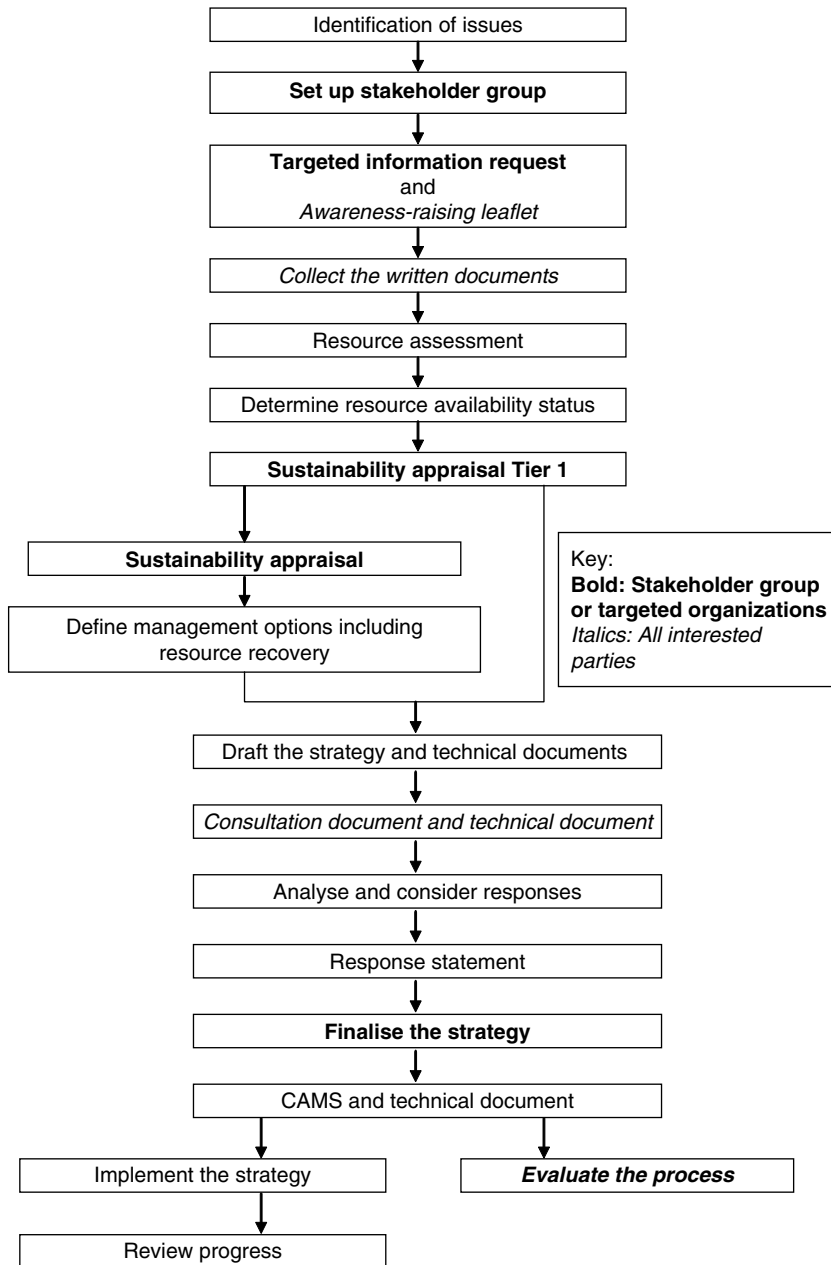 Identification of issues
Set up stakeholder group
Targeted information request
and
Awareness-raising leaflet
Collect the written documents
Resource assessment
Determine resource availability status
Sustainability appraisal Tier 1
Sustainability appraisal
Define management options including
resource recovery
Key:
Bold: Stakeholder group
or targeted organizations
Italics: All interested
parties
Draft the strategy and technical documents
Consultation document and technical document
Analyse and consider responses
Response statement
Finalise the strategy
CAMS and technical document
Implement the strategy
Evaluate the process
Review progress